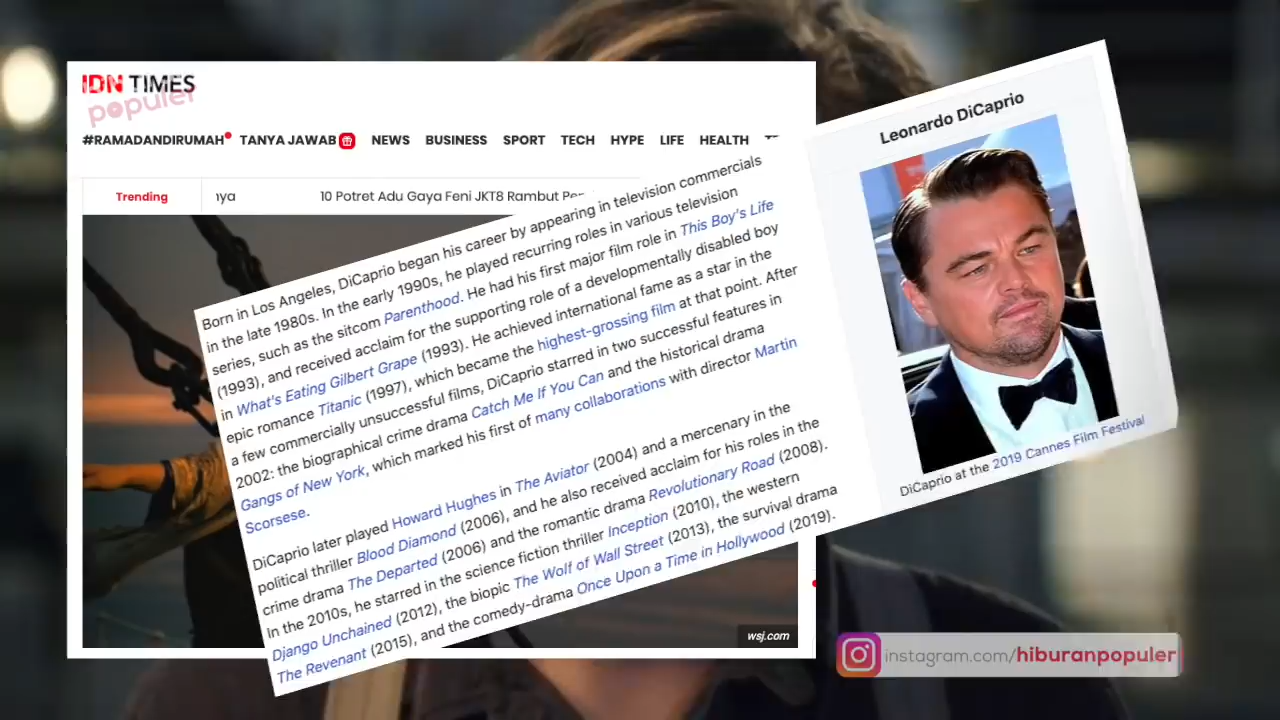 IDN TIMES
populer
#RAMADANDIRUMAH TANYA JAWAB NEWS BUSINESS SPORT TECH HYPE LIFE HEALTH
Trending
ıya 10 Potret Adu Gaya Feni JKT8 Rambut
Born in Los Angeles, DiCaprio began his career by appearing in television commercials
in the late 1980s. In the early 1990s, he played recurring roles in various television
series, such as the sitcom Parenthood. He had his first major film role in This Boy's Life
(1993), and received acclaim for the supporting role of a developmentally disabled boy
in What's Eating Gilbert Grape (1993). He achieved international fame as a star in the
epic romance Titanic (1997), which became the highest-grossing film at that point. After
a few commercially unsuccessful films, DiCaprio starred in two successful features in
2002: the biographical crime drama Catch Me If You Can and the historical drama
Gangs of New York, which marked his first of many collaborations with director Martin
Scorsese.
DiCaprio later played Howard Hughes in The Aviator (2004) and a mercenary in the
political thriller Blood Diamond (2006), and he also received acclaim for his roles in the
crime drama The Departed (2006) and the romantic drama Revolutionary Road (2008).
In the 2010s, he starred in the science fiction thriller Inception (2010), the western
Django Unchained (2012), the biopic The Wolf of Wall Street (2013), the survival drama
The Revenant (2015), and the comedy-drama Once Upon a Time in Hollywood (2019).
Leonardo DiCaprio
DiCaprio at the 2019 Cannes Film Festival
wsj.com
instagram.com/hiburanpopuler